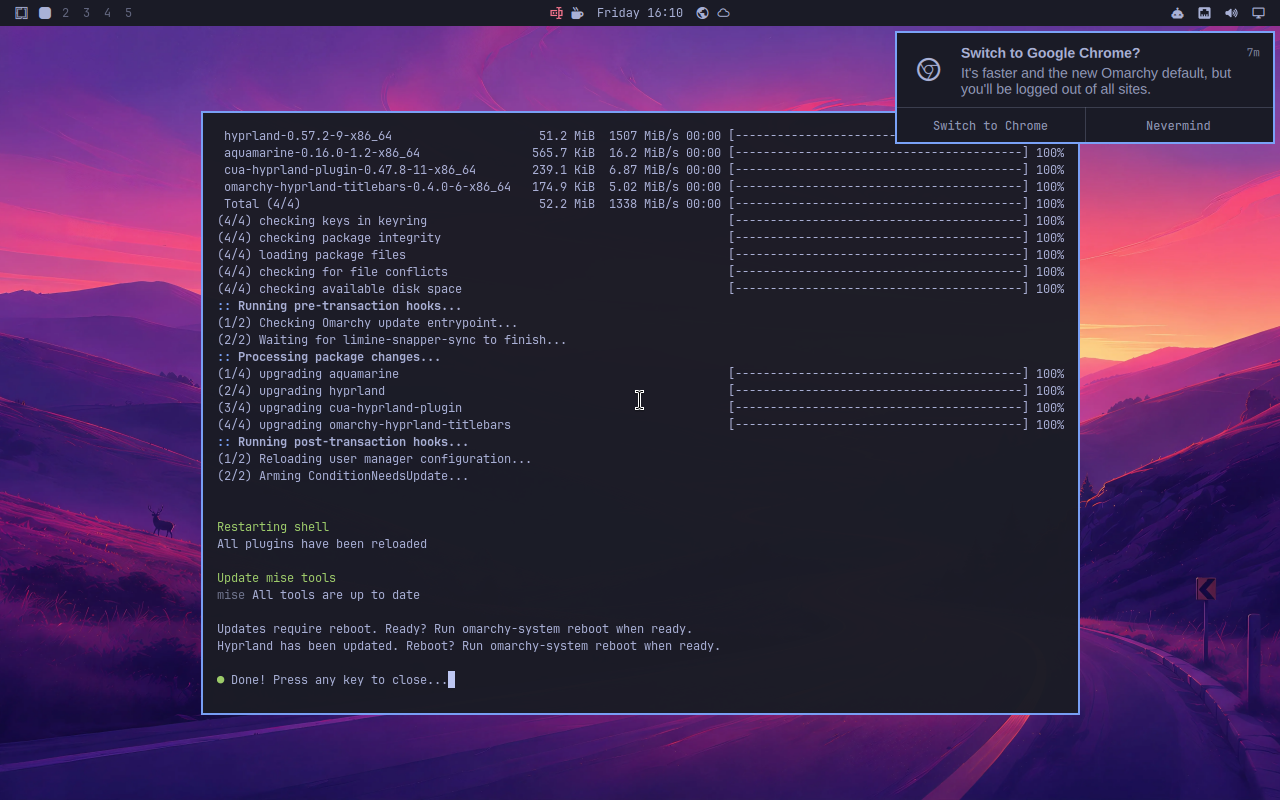 2 3 4 5
Friday 16:10
Switch to Google Chrome? 7m
It's faster and the new Omarchy default, but
you'll be logged out of all sites.
Switch to Chrome Nevermind
hyprland-0.57.2-9-x86_64 51.2 MiB 1507 MiB/s 00:00 [-----------------------
aquamarine-0.16.0-1.2-x86_64 565.7 KiB 16.2 MiB/s 00:00 [-----------------------------------------] 100%
cua-hyprland-plugin-0.47.8-11-x86_64 239.1 KiB 6.87 MiB/s 00:00 [-----------------------------------------] 100%
omarchy-hyprland-titlebars-0.4.0-6-x86_64 174.9 KiB 5.02 MiB/s 00:00 [-----------------------------------------] 100%
Total (4/4) 52.2 MiB 1338 MiB/s 00:00 [-----------------------------------------] 100%
(4/4) checking keys in keyring [-----------------------------------------] 100%
(4/4) checking package integrity [-----------------------------------------] 100%
(4/4) loading package files [-----------------------------------------] 100%
(4/4) checking for file conflicts [-----------------------------------------] 100%
(4/4) checking available disk space [-----------------------------------------] 100%
:: Running pre-transaction hooks...
(1/2) Checking Omarchy update entrypoint...
(2/2) Waiting for limine-snapper-sync to finish...
:: Processing package changes...
(1/4) upgrading aquamarine [-----------------------------------------] 100%
(2/4) upgrading hyprland [-----------------------------------------] 100%
(3/4) upgrading cua-hyprland-plugin [-----------------------------------------] 100%
(4/4) upgrading omarchy-hyprland-titlebars [-----------------------------------------] 100%
:: Running post-transaction hooks...
(1/2) Reloading user manager configuration...
(2/2) Arming ConditionNeedsUpdate...
Restarting shell
All plugins have been reloaded
Update mise tools
mise All tools are up to date
Updates require reboot. Ready? Run omarchy-system reboot when ready.
Hyprland has been updated. Reboot? Run omarchy-system reboot when ready.
● Done! Press any key to close...